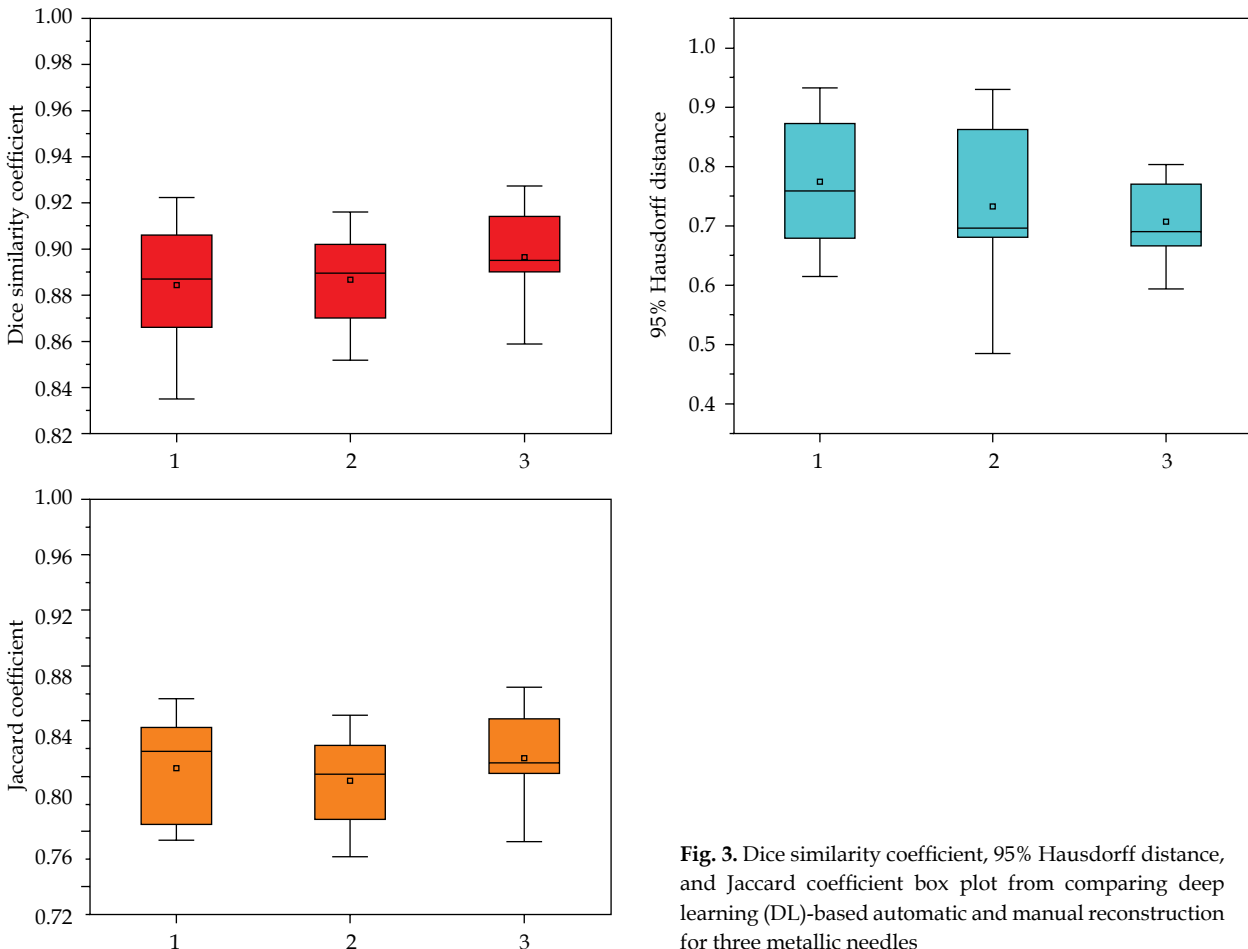 1.00
0.98
0.96
0.94
0.92
0.90
0.88
0.86
0.84
0.82
Dice similarity coefficient
1 2 3
1.0
0.9
0.8
0.7
0.6
0.5
0.4
95% Hausdorff distance
1 2 3
1.00
0.96
0.92
0.88
0.84
0.80
0.76
0.72
Jaccard coefficient
1 2 3
Fig. 3. Dice similarity coefficient, 95% Hausdorff distance,
and Jaccard coefficient box plot from comparing deep
learning (DL)-based automatic and manual reconstruction
for three metallic needles